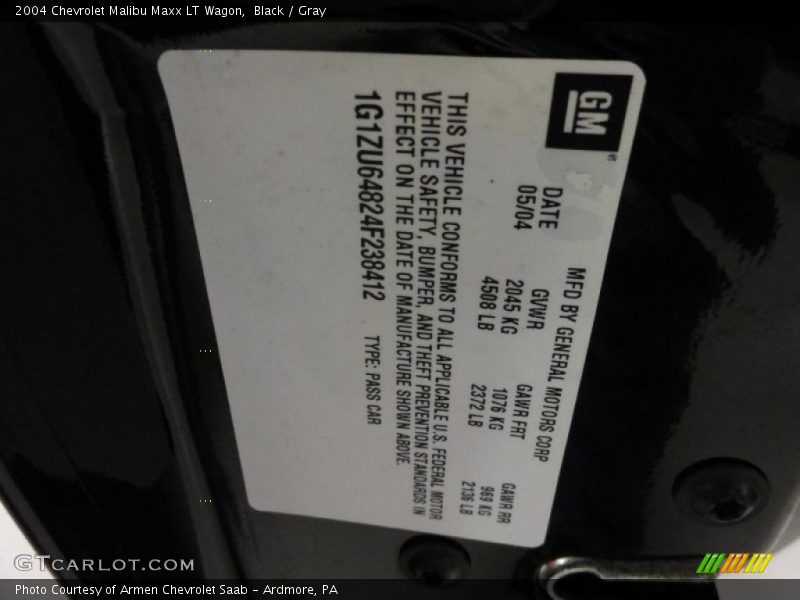 2004 Chevrolet Malibu Maxx LT Wagon,  Black / Gray
GM
MFD BY GENERAL MOTORS CORP
DATE GVWR GAWR FRT GAWR RR
05/04 2045 KG 1076 KG 969 KG
4508 LB 2372 LB 2136 LB
THIS VEHICLE CONFORMS TO ALL APPLICABLE U.S. FEDERAL MOTOR
VEHICLE SAFETY, BUMPER, AND THEFT PREVENTION STANDARDS IN
EFFECT ON THE DATE OF MANUFACTURE SHOWN ABOVE.
1G1ZU64824F238412 TYPE: PASS CAR
GTCARLOT.COM
Photo Courtesy of Armen Chevrolet Saab - Ardmore, PA